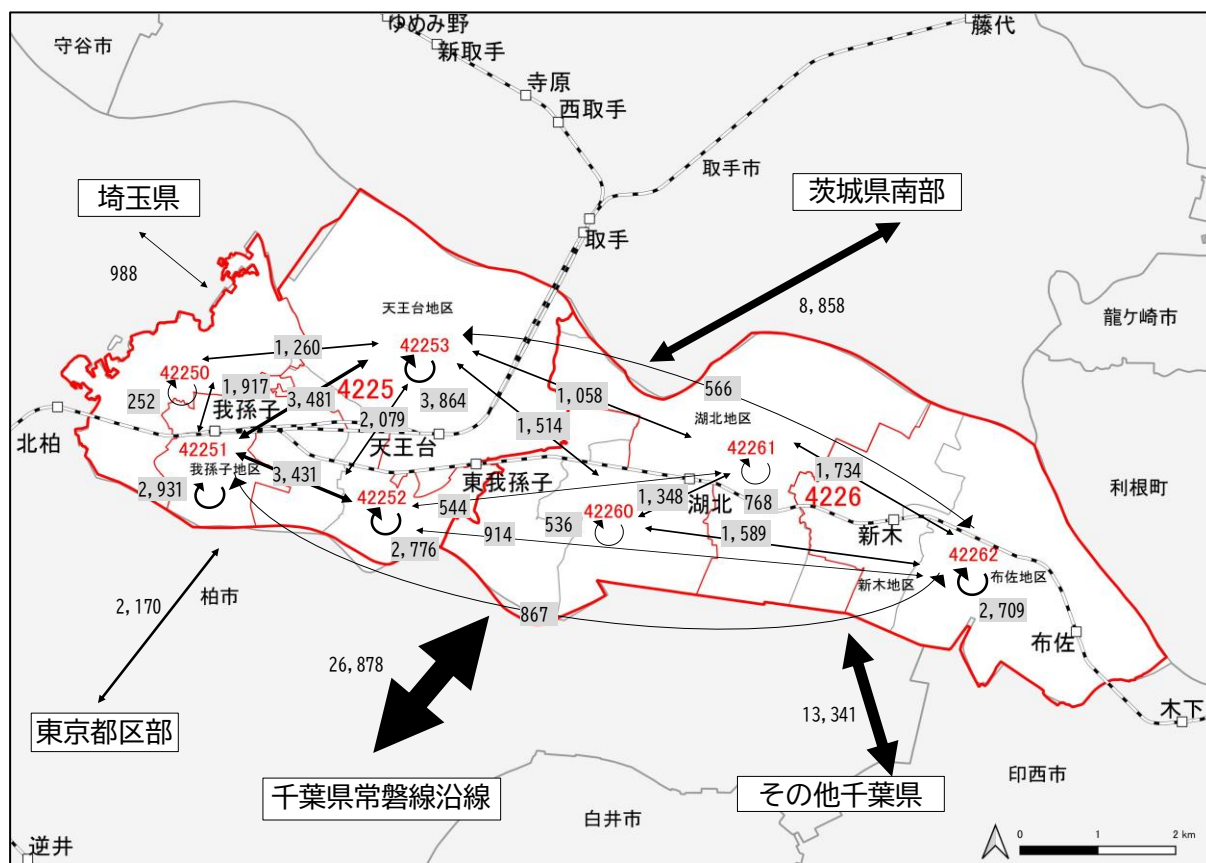 ゆめみ野
藤代
守谷市
新取手
寺原
西取手
取手市
埼玉県
茨城県南部
取手
988
8,858
龍ケ崎市
天王台地区
42253
1,260
42250
566
252
1,917
4225
3,481
3,864
1,058
我孫子
2,079
1,514
湖北地区
北柏
42251
天王台
42261
我孫子地区
3,431
東我孫子
1,734
利根町
2,931
42252
544
1,348
湖北
768
4226
42260
536
新木
2,776
914
1,589
42262
新木地区
布佐地区
2,170
柏市
867
2,709
布佐
26,878
13,341
木下
東京都区部
千葉県常磐線沿線
その他千葉県
印西市
白井市
逆井
0 1 2 km